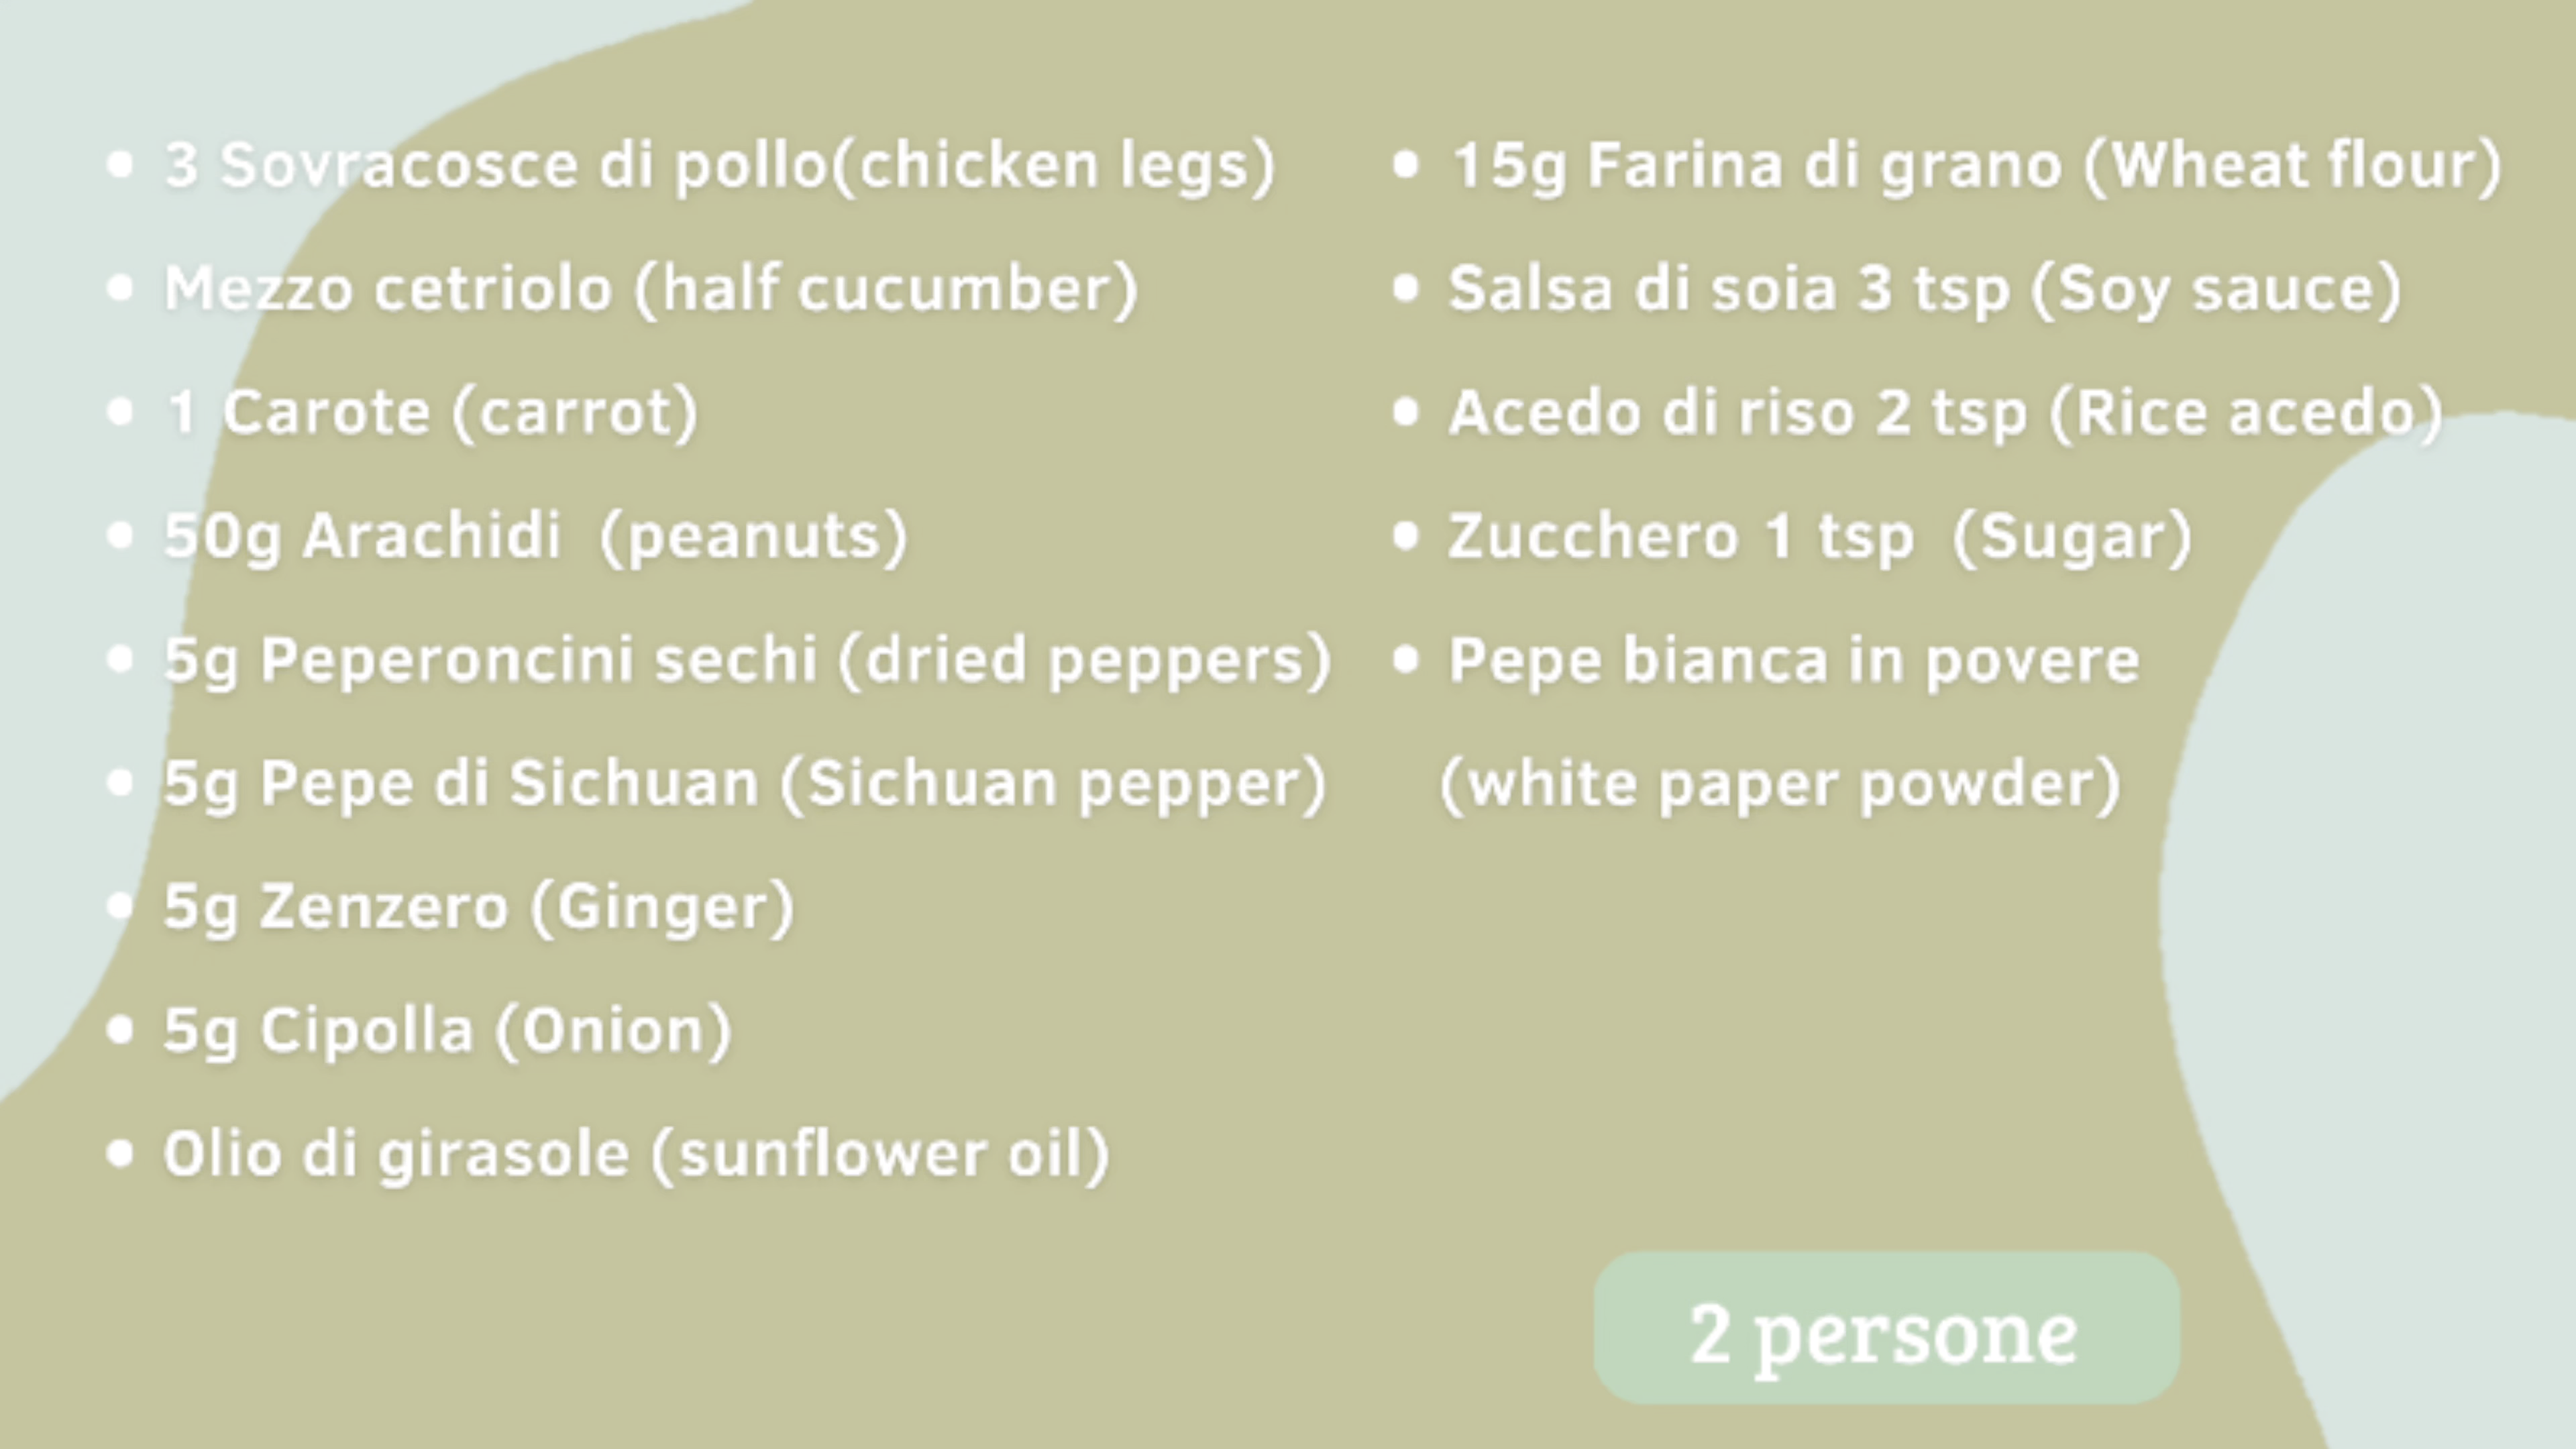 • 3 Sovracosce di pollo(chicken legs)
• Mezzo cetriolo (half cucumber)
• 1 Carote (carrot)
• 50g Arachidi (peanuts)
• 5g Peperoncini sechi (dried peppers)
• 5g Pepe di Sichuan (Sichuan pepper)
• 5g Zenzero (Ginger)
• 5g Cipolla (Onion)
• Olio di girasole (sunflower oil)
• 15g Farina di grano (Wheat flour)
• Salsa di soia 3 tsp (Soy sauce)
• Acedo di riso 2 tsp (Rice acedo)
• Zucchero 1 tsp (Sugar)
• Pepe bianca in povere
(white paper powder)
2 persone